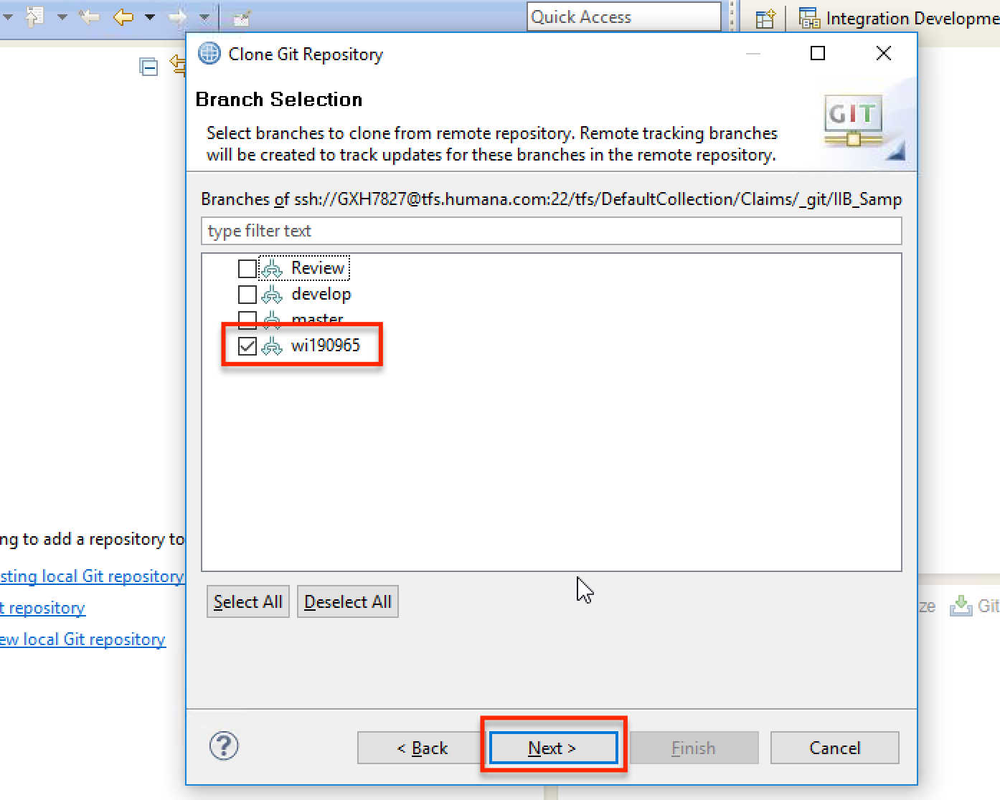 Quick Access
Integration Developme
Clone Git Repository
Branch Selection
GIT
Select branches to clone from remote repository. Remote tracking branches
will be created to track updates for these branches in the remote repository.
Branches of ssh://GXH7827@tfs.humana.com:22/tfs/DefaultCollection/Claims/_git/IIB_Samp
type filter text
Review
develop
master
wi190965
ng to add a repository to
sting local Git repository
t repository
ew local Git repository
Select All
Deselect All
ze
Git
?
< Back
Next >
Finish
Cancel